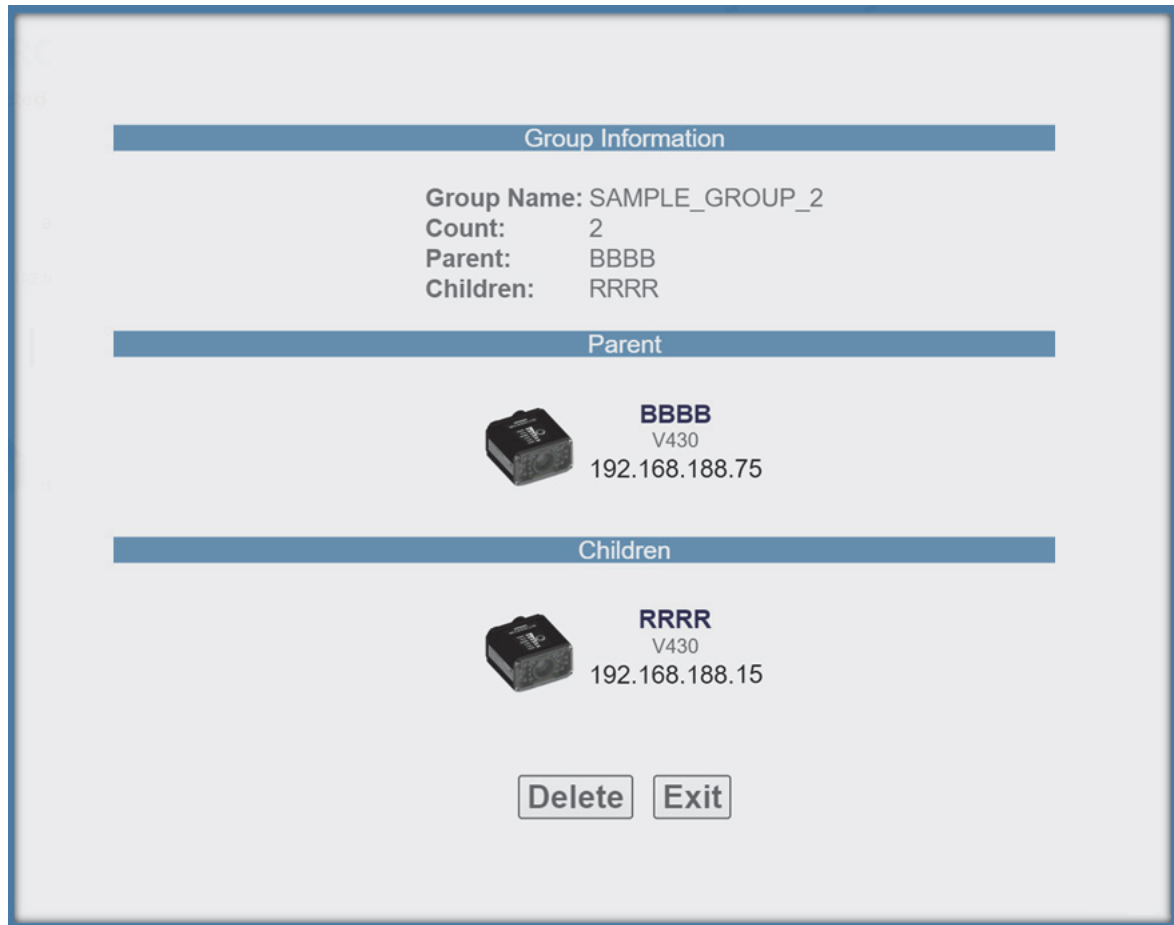 Group Information
Group Name: SAMPLE_GROUP_2
Count: 2
Parent: BBBB
Children: RRRR
Parent
BBBB
V430
192.168.188.75
Children
RRRR
V430
192.168.188.15
Delete Exit